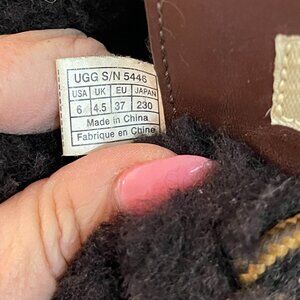 UGG S/N 5446
USA UK EU JAPAN
6 4.5 37 230
Made in China
Fabriqué en Chine